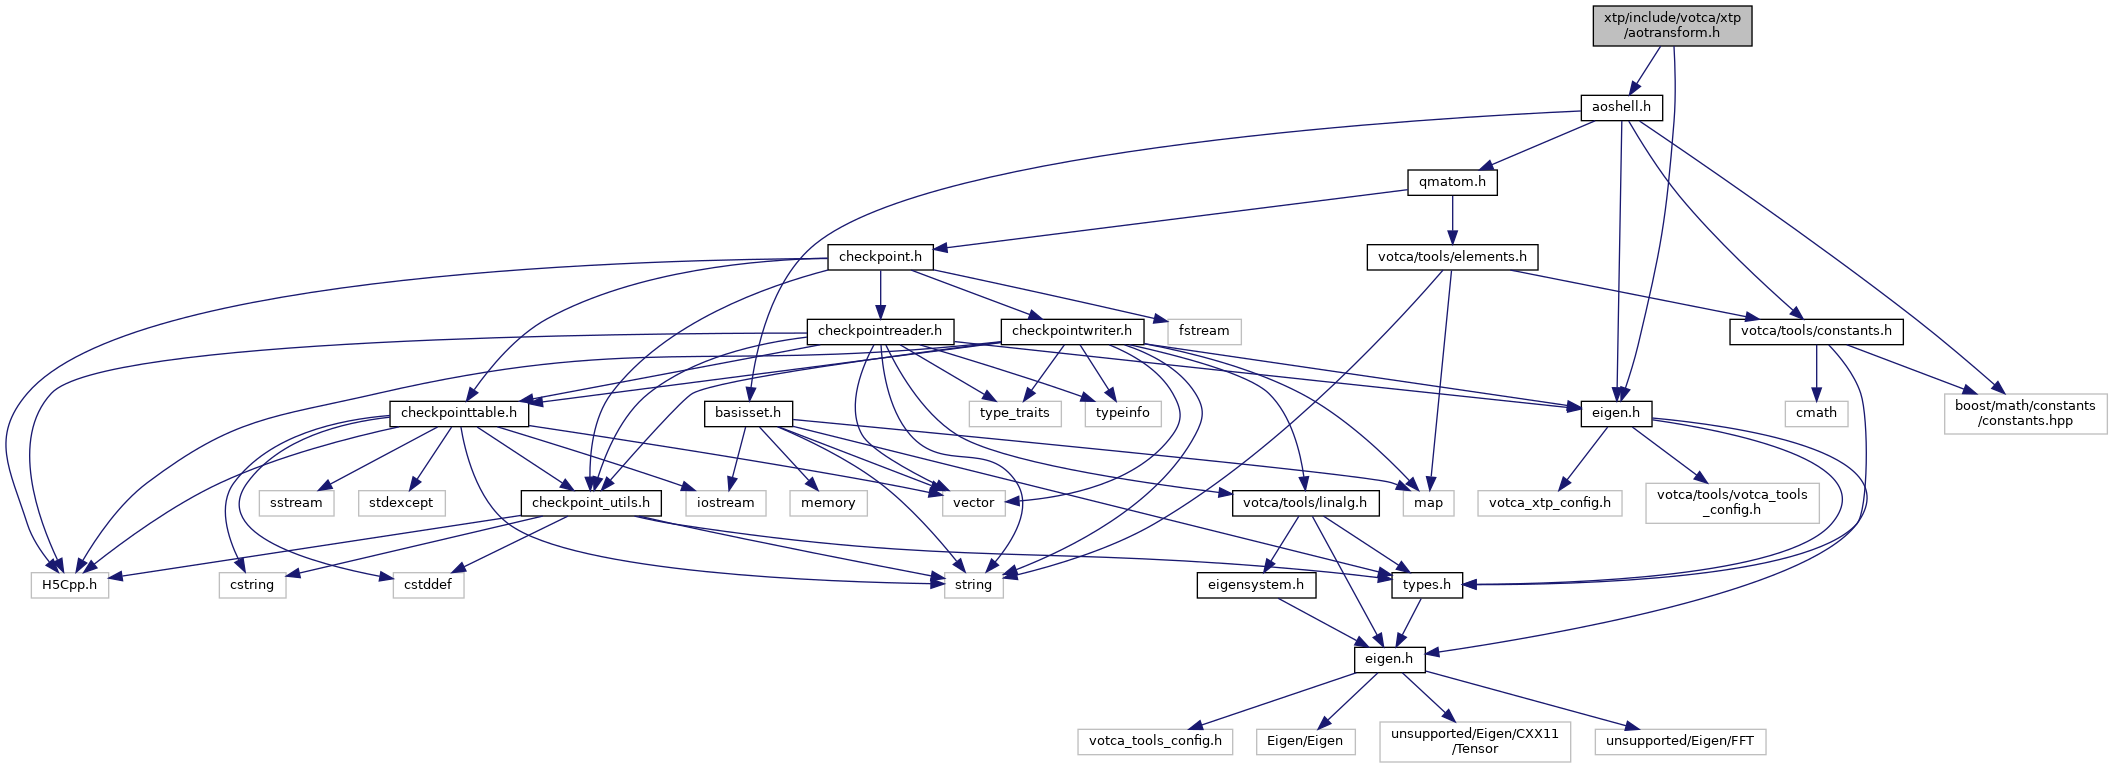 xtp/include/votca/xtp
/aotransform.h
aoshell.h
qmatom.h
checkpoint.h
votca/tools/elements.h
checkpointreader.h
checkpointwriter.h
fstream
votca/tools/constants.h
checkpointtable.h
basisset.h
type_traits
typeinfo
eigen.h
cmath
boost/math/constants
/constants.hpp
sstream
stdexcept
checkpoint_utils.h
iostream
memory
vector
votca/tools/linalg.h
map
votca_xtp_config.h
votca/tools/votca_tools
_config.h
H5Cpp.h
cstring
cstddef
string
eigensystem.h
types.h
eigen.h
votca_tools_config.h
Eigen/Eigen
unsupported/Eigen/CXX11
/Tensor
unsupported/Eigen/FFT